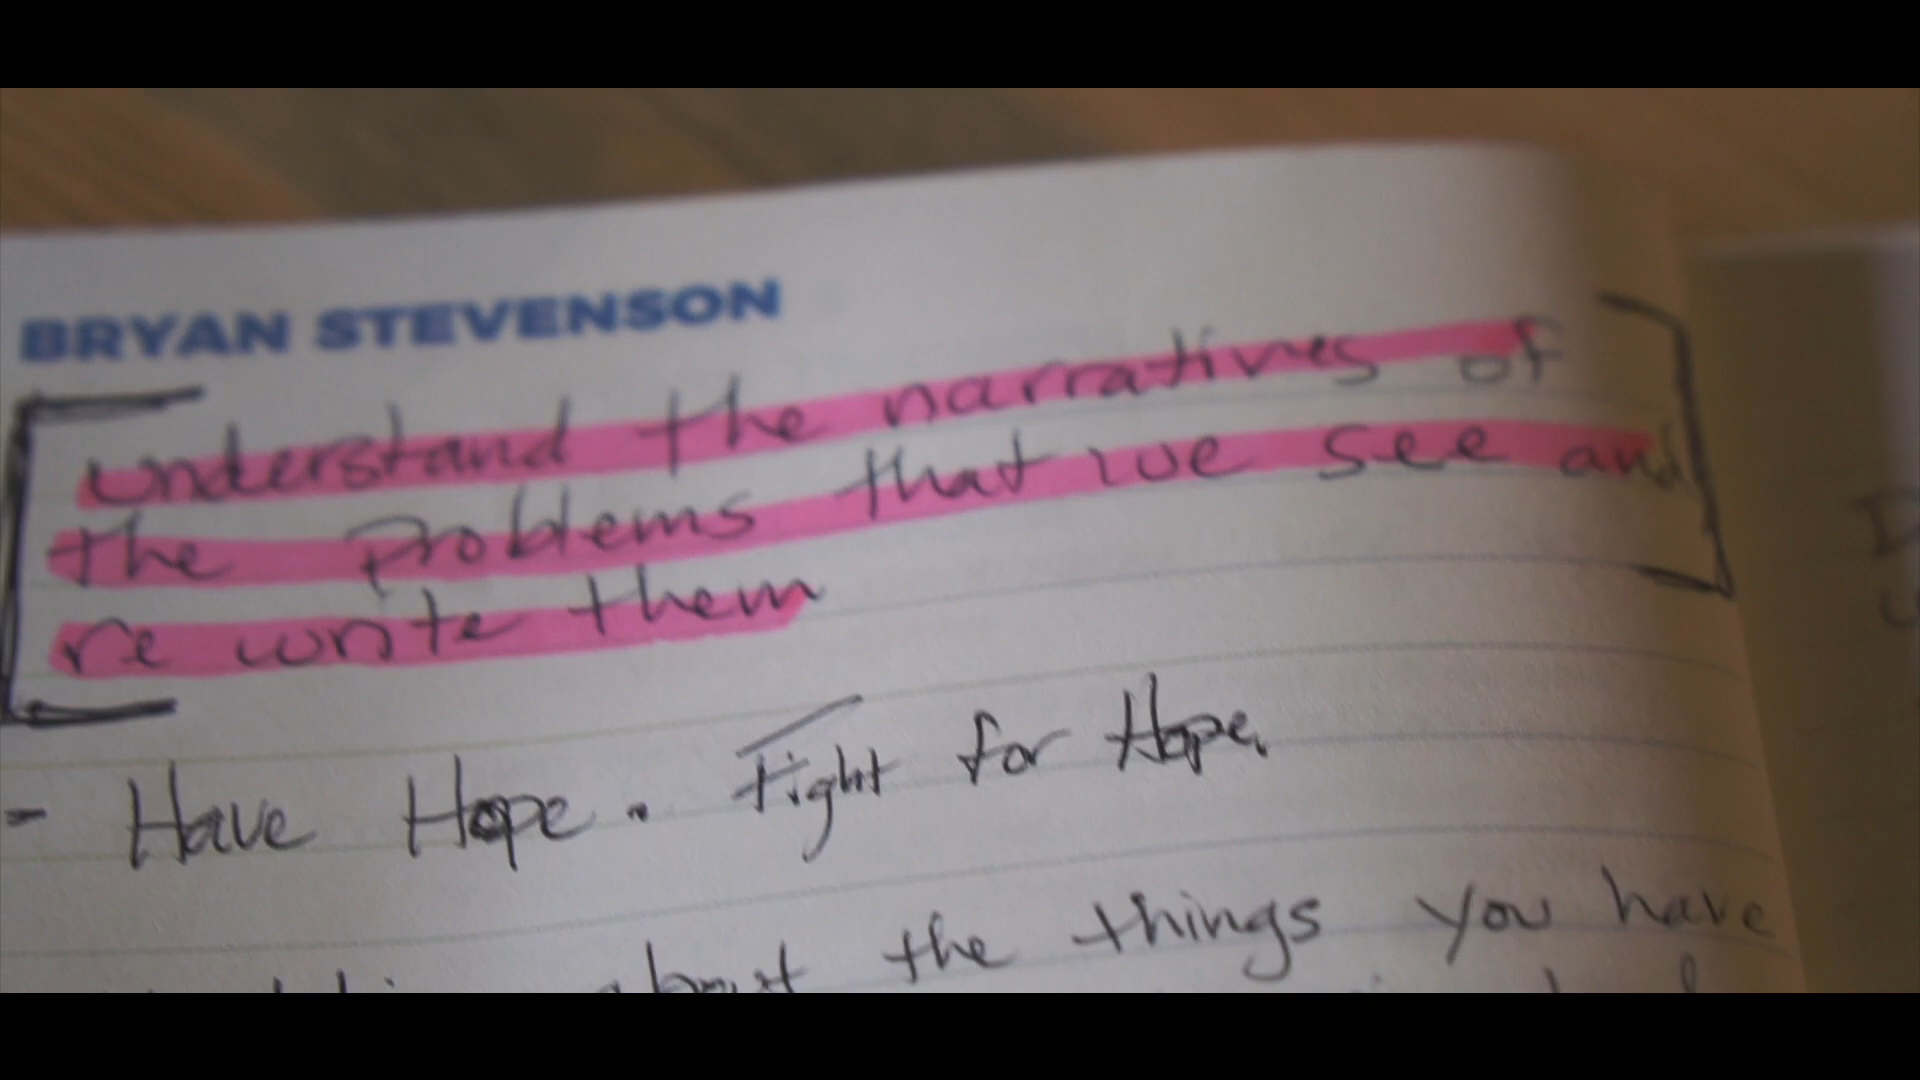 BRYAN STEVENSON
understand the narratives of
the problems that we see and
re write them
- Have Hope. Fight for Hope.
about the things you have